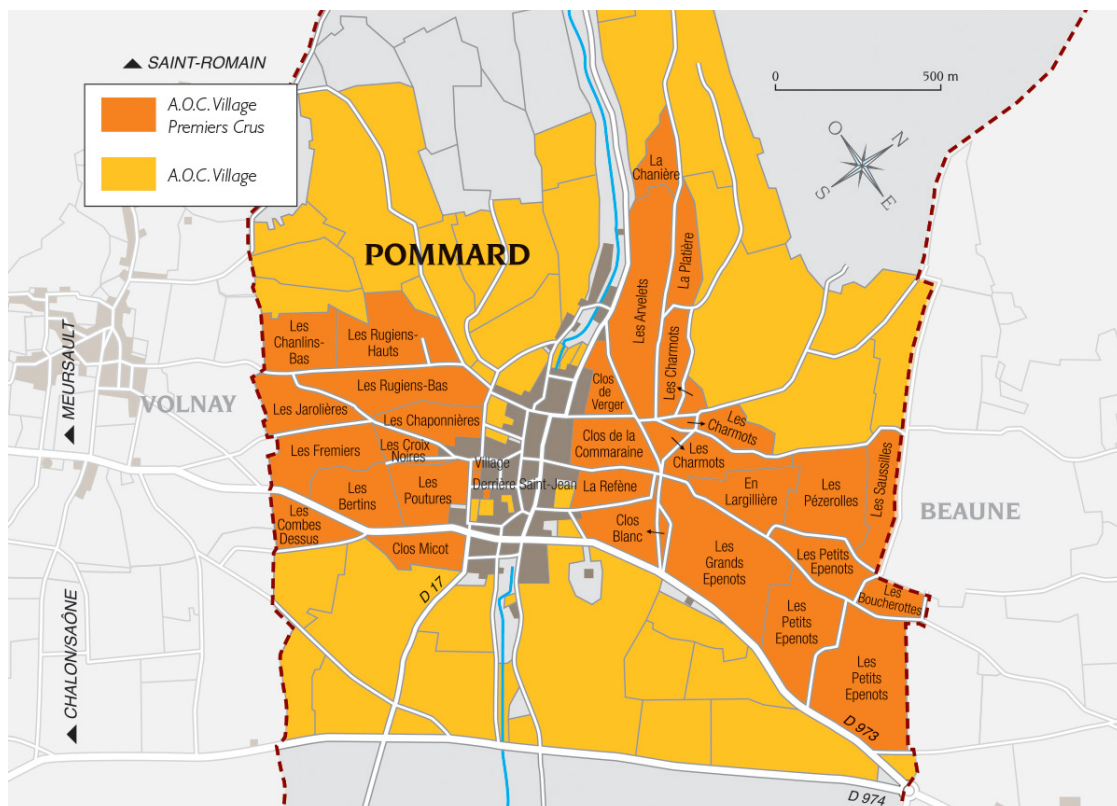 SAINT-ROMAIN
A.O.C. Village
Premiers Crus
A.O.C. Village
0
500 m
O
N
S
E
La
Chanière
POMMARD
La Platière
Les Arvelets
Les
Chanlins-
Bas
Les Rugiens-
Hauts
MEURSAULT
VOLNAY
Les Rugiens-Bas
Clos
de
Verger
Les Charmots
Les Jarolières
Les Chaponnières
Les
Charmots
Les Fremiers
Les Croix
Noires
Clos de la
Commaraine
Les
Charmots
Village
Derrière Saint-Jean
La Refène
En
Largillière
Les
Pézerolles
Les Saussilles
BEAUNE
Les
Bertins
Les
Poutures
Les
Combes
Dessus
Clos Micot
Clos
Blanc
Les
Grands
Epenots
Les Petits
Epenots
Les
Boucherottes
D 17
Les
Petits
Epenots
Les
Petits
Epenots
CHALON/SAÔNE
D 973
D 974